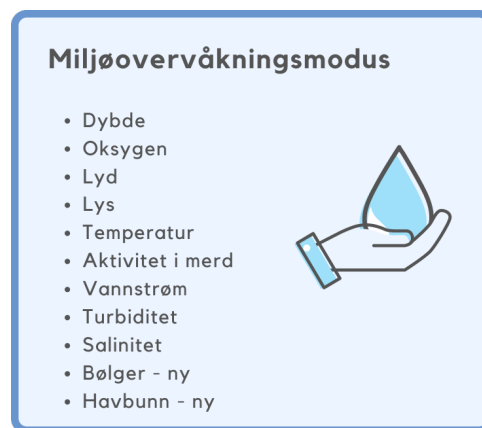 Miljøovervåkningsmodus
• Dybde
• Oksygen
• Lyd
• Lys
• Temperatur
• Aktivitet i merd
• Vannstrøm
• Turbiditet
• Salinitet
• Bølger - ny
• Havbunn - ny